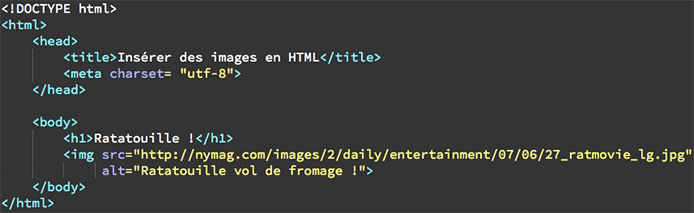 <!DOCTYPE html>
<html>
<head>
<title>Insérer des images en HTML</title>
<meta charset= "utf-8">
</head>
<body>
<h1>Ratatouille !</h1>
<img src="http://nymag.com/images/2/daily/entertainment/07/06/27_ratmovie_lg.jpg"
alt="Ratatouille vol de fromage !">
</body>
</html>